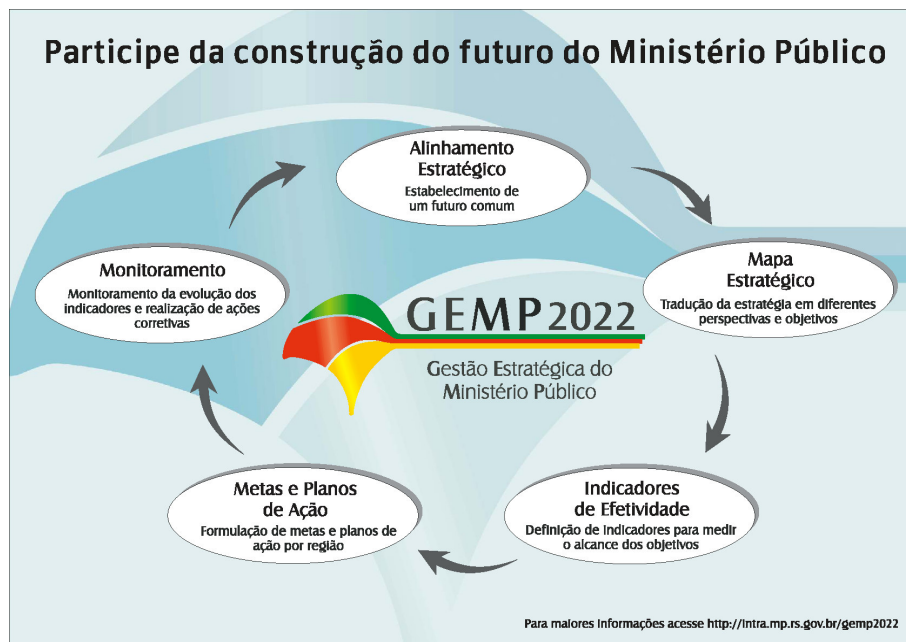 Participe da construção do futuro do Ministério Público
Alinhamento
Estratégico
Estabelecimento de
um futuro comum
Mapa
Estratégico
Tradução da estratégia em diferentes
perspectivas e objetivos
Monitoramento
Monitoramento da evolução dos
indicadores e realização de ações
corretivas
GEMP 2022
Gestão Estratégica do
Ministério Público
Metas e Planos
de Ação
Formulação de metas e planos de
ação por região
Indicadores
de Efetividade
Definição de indicadores para medir
o alcance dos objetivos
Para maiores informações acesse http://intra.mp.rs.gov.br/gemp2022